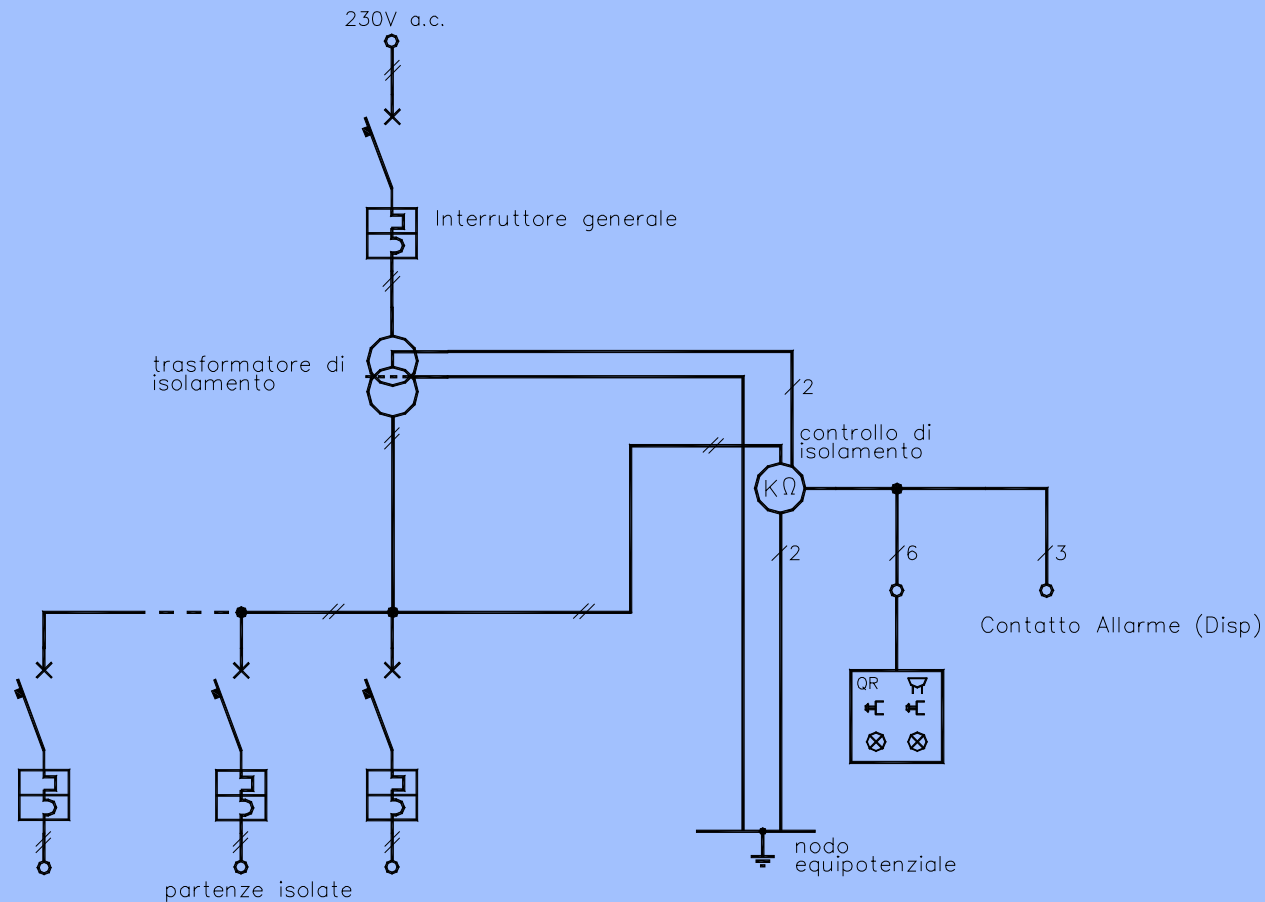 230V a.c.
Interruttore generale
trasformatore di
isolamento
2
controllo di
isolamento
KΩ
2
6
3
Contatto Allarme (Disp)
QR
nodo
equipotenziale
partenze isolate